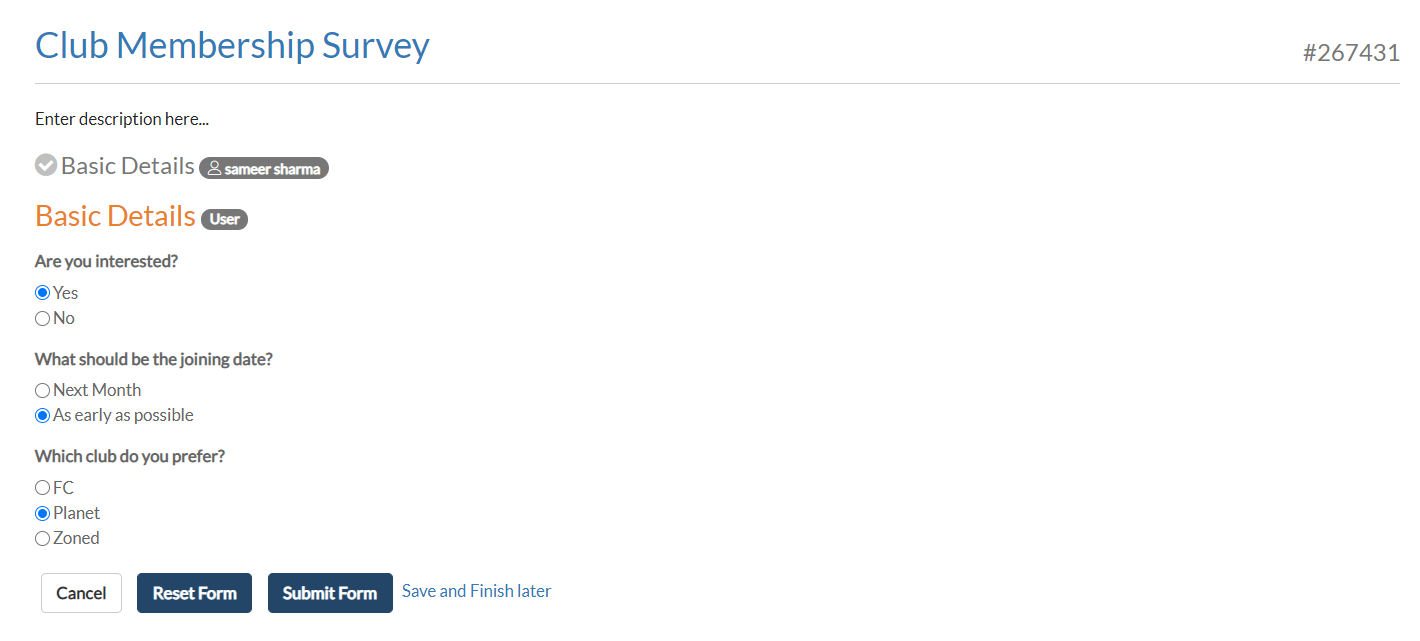 Club Membership Survey
#267431
Enter description here...
Basic Details sameer sharma
Basic Details User
Are you interested?
Yes
No
What should be the joining date?
Next Month
As early as possible
Which club do you prefer?
FC
Planet
Zoned
Cancel Reset Form Submit Form Save and Finish later